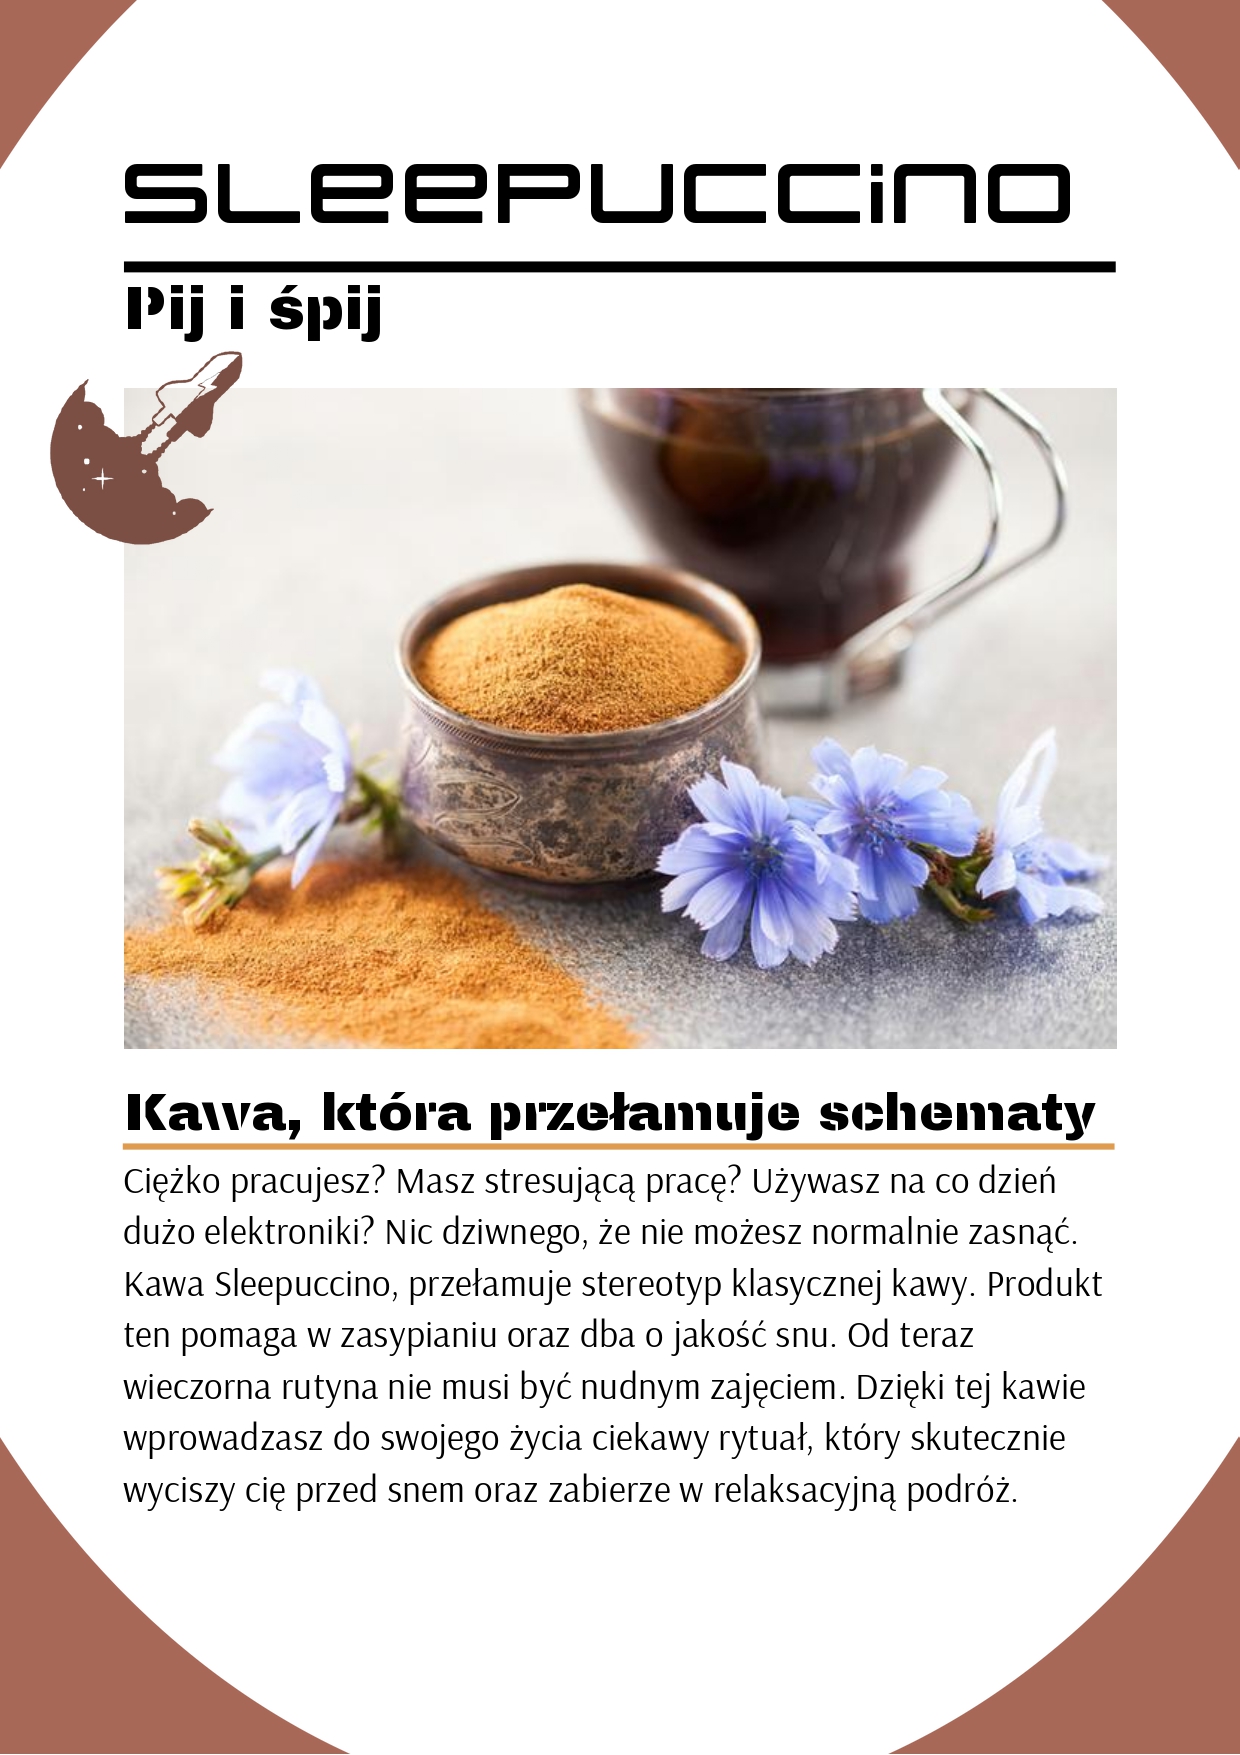 sLeePUCCiNO
Pij i śpij
Kawa, która przełamuje schematy
Ciężko pracujesz? Masz stresującą pracę? Używasz na co dzień
dużo elektroniki? Nic dziwnego, że nie możesz normalnie zasnąć.
Kawa Sleepuccino, przełamuje stereotyp klasycznej kawy. Produkt
ten pomaga w zasypianiu oraz dba o jakość snu. Od teraz
wieczorna rutyna nie musi być nudnym zajęciem. Dzięki tej kawie
wprowadzasz do swojego życia ciekawy rytuał, który skutecznie
wyciszy cię przed snem oraz zabierze w relaksacyjną podróż.